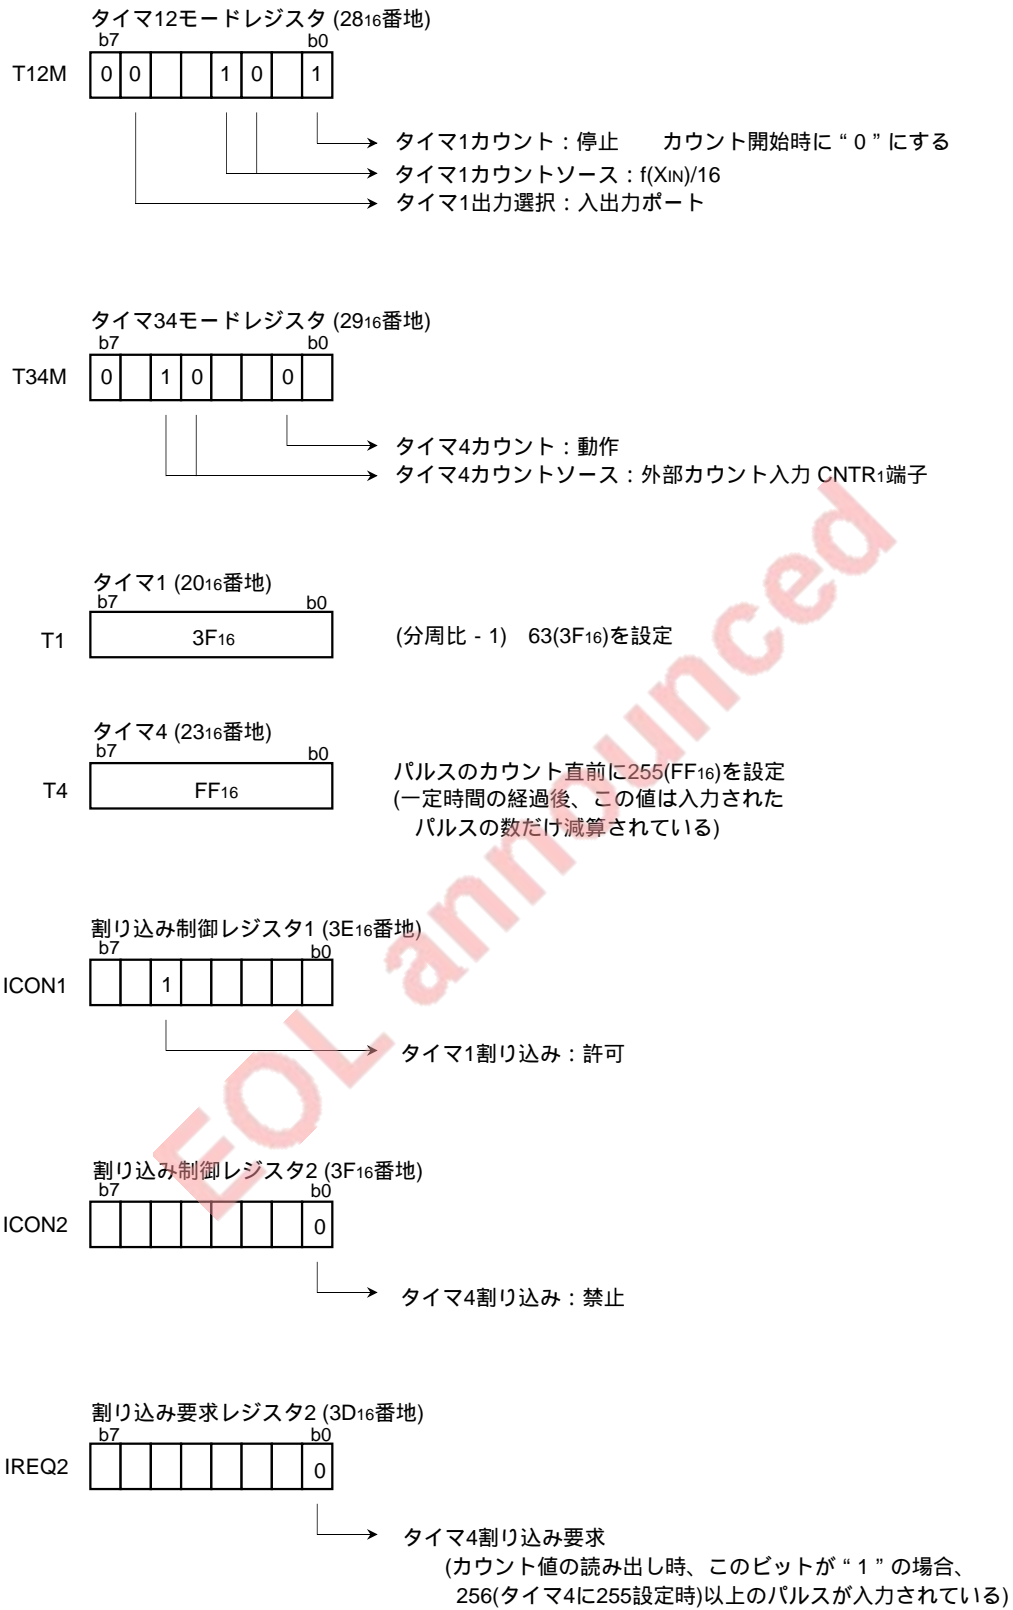 タイマ12モードレジスタ (2816番地)
b7 b0
T12M 0 0 1 0 1
タイマ1カウント：停止　カウント開始時に“0”にする
タイマ1カウントソース：f(XIN)/16
タイマ1出力選択：入出力ポート
タイマ34モードレジスタ (2916番地)
b7 b0
T34M 0 1 0 0
タイマ4カウント：動作
タイマ4カウントソース：外部カウント入力 CNTR1端子
タイマ1 (2016番地)
b7 b0
T1 3F16 (分周比 - 1)　63(3F16)を設定
タイマ4 (2316番地)
b7 b0
T4 FF16
パルスのカウント直前に255(FF16)を設定
(一定時間の経過後、この値は入力された
パルスの数だけ減算されている)
割り込み制御レジスタ1 (3E16番地)
b7 b0
ICON1 1
タイマ1割り込み：許可
割り込み制御レジスタ2 (3F16番地)
b7 b0
ICON2 0
タイマ4割り込み：禁止
割り込み要求レジスタ2 (3D16番地)
b7 b0
IREQ2 0
タイマ4割り込み要求
(カウント値の読み出し時、このビットが“1”の場合、
256(タイマ4に255設定時)以上のパルスが入力されている)
EOL announced